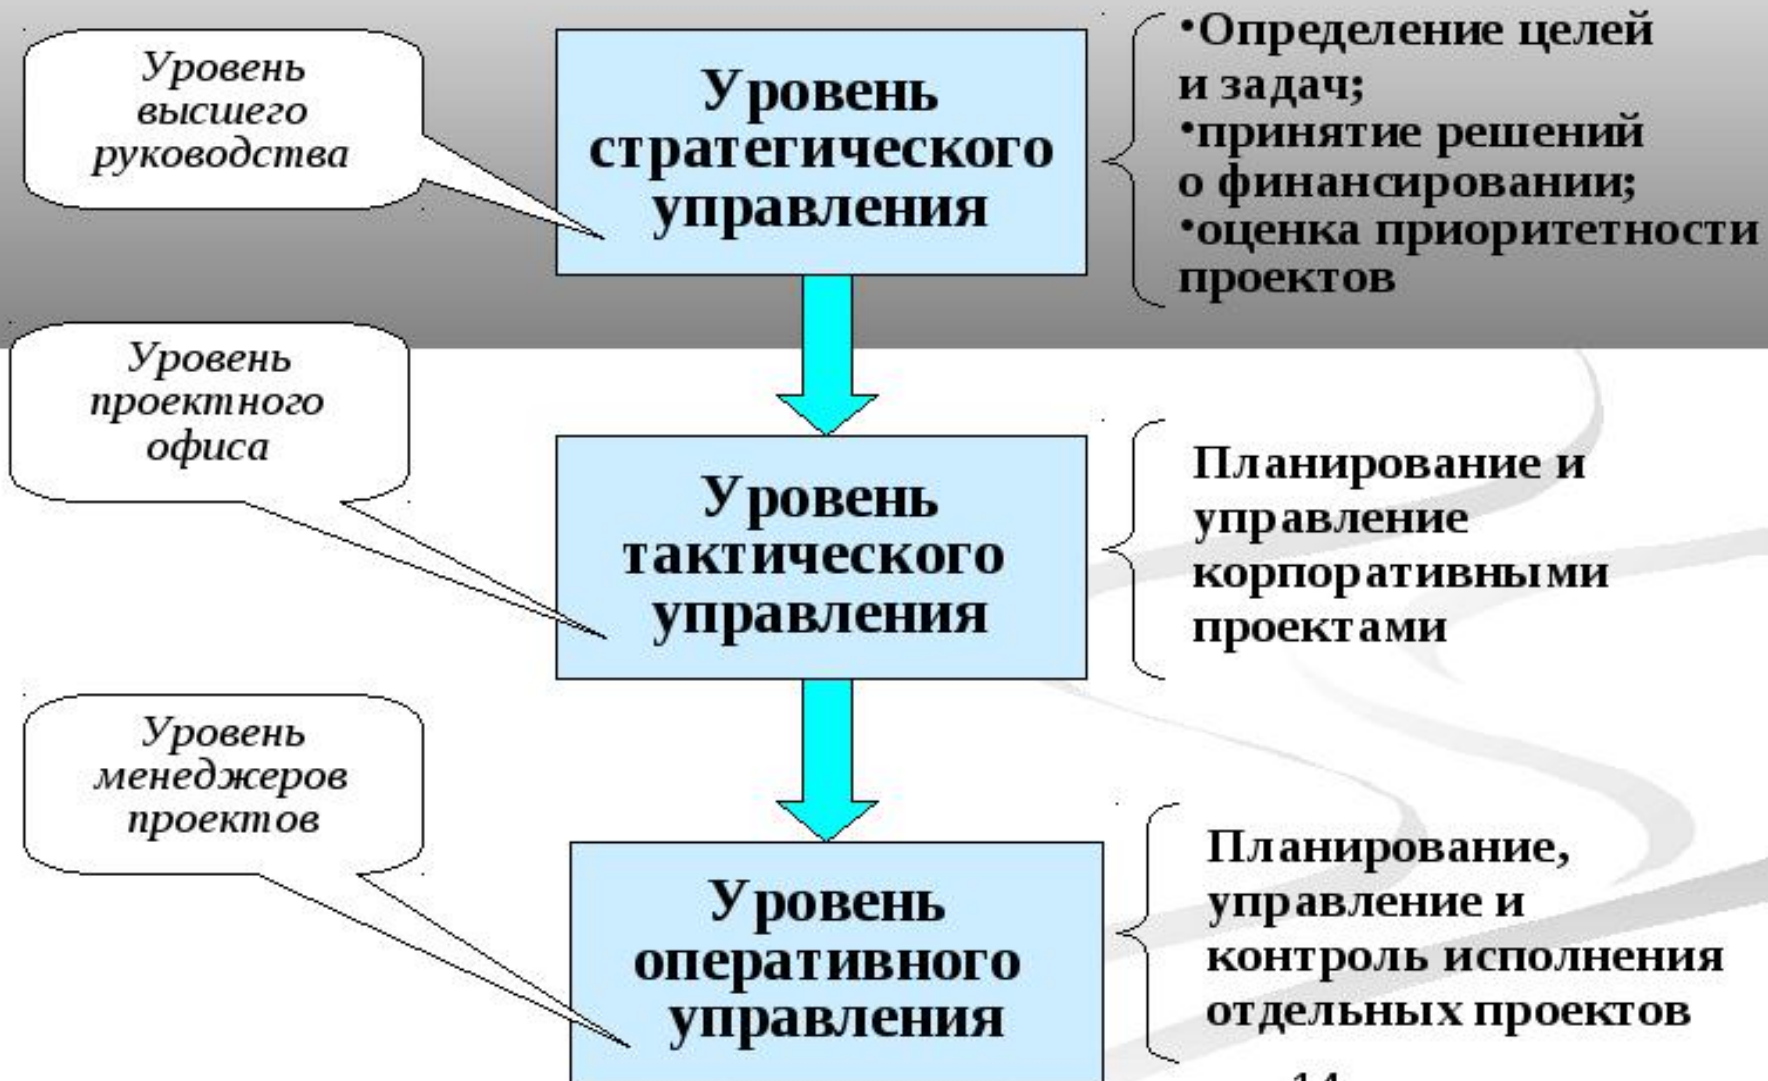 Уровень
высшего
руководства
Уровень
стратегического
управления
•Определение целей
и задач;
•принятие решений
о финансировании;
•оценка приоритетности
проектов
Уровень
проектного
офиса
Уровень
тактического
управления
Планирование и
управление
корпоративными
проектами
Уровень
менеджеров
проектов
Уровень
оперативного
управления
Планирование,
управление и
контроль исполнения
отдельных проектов
14